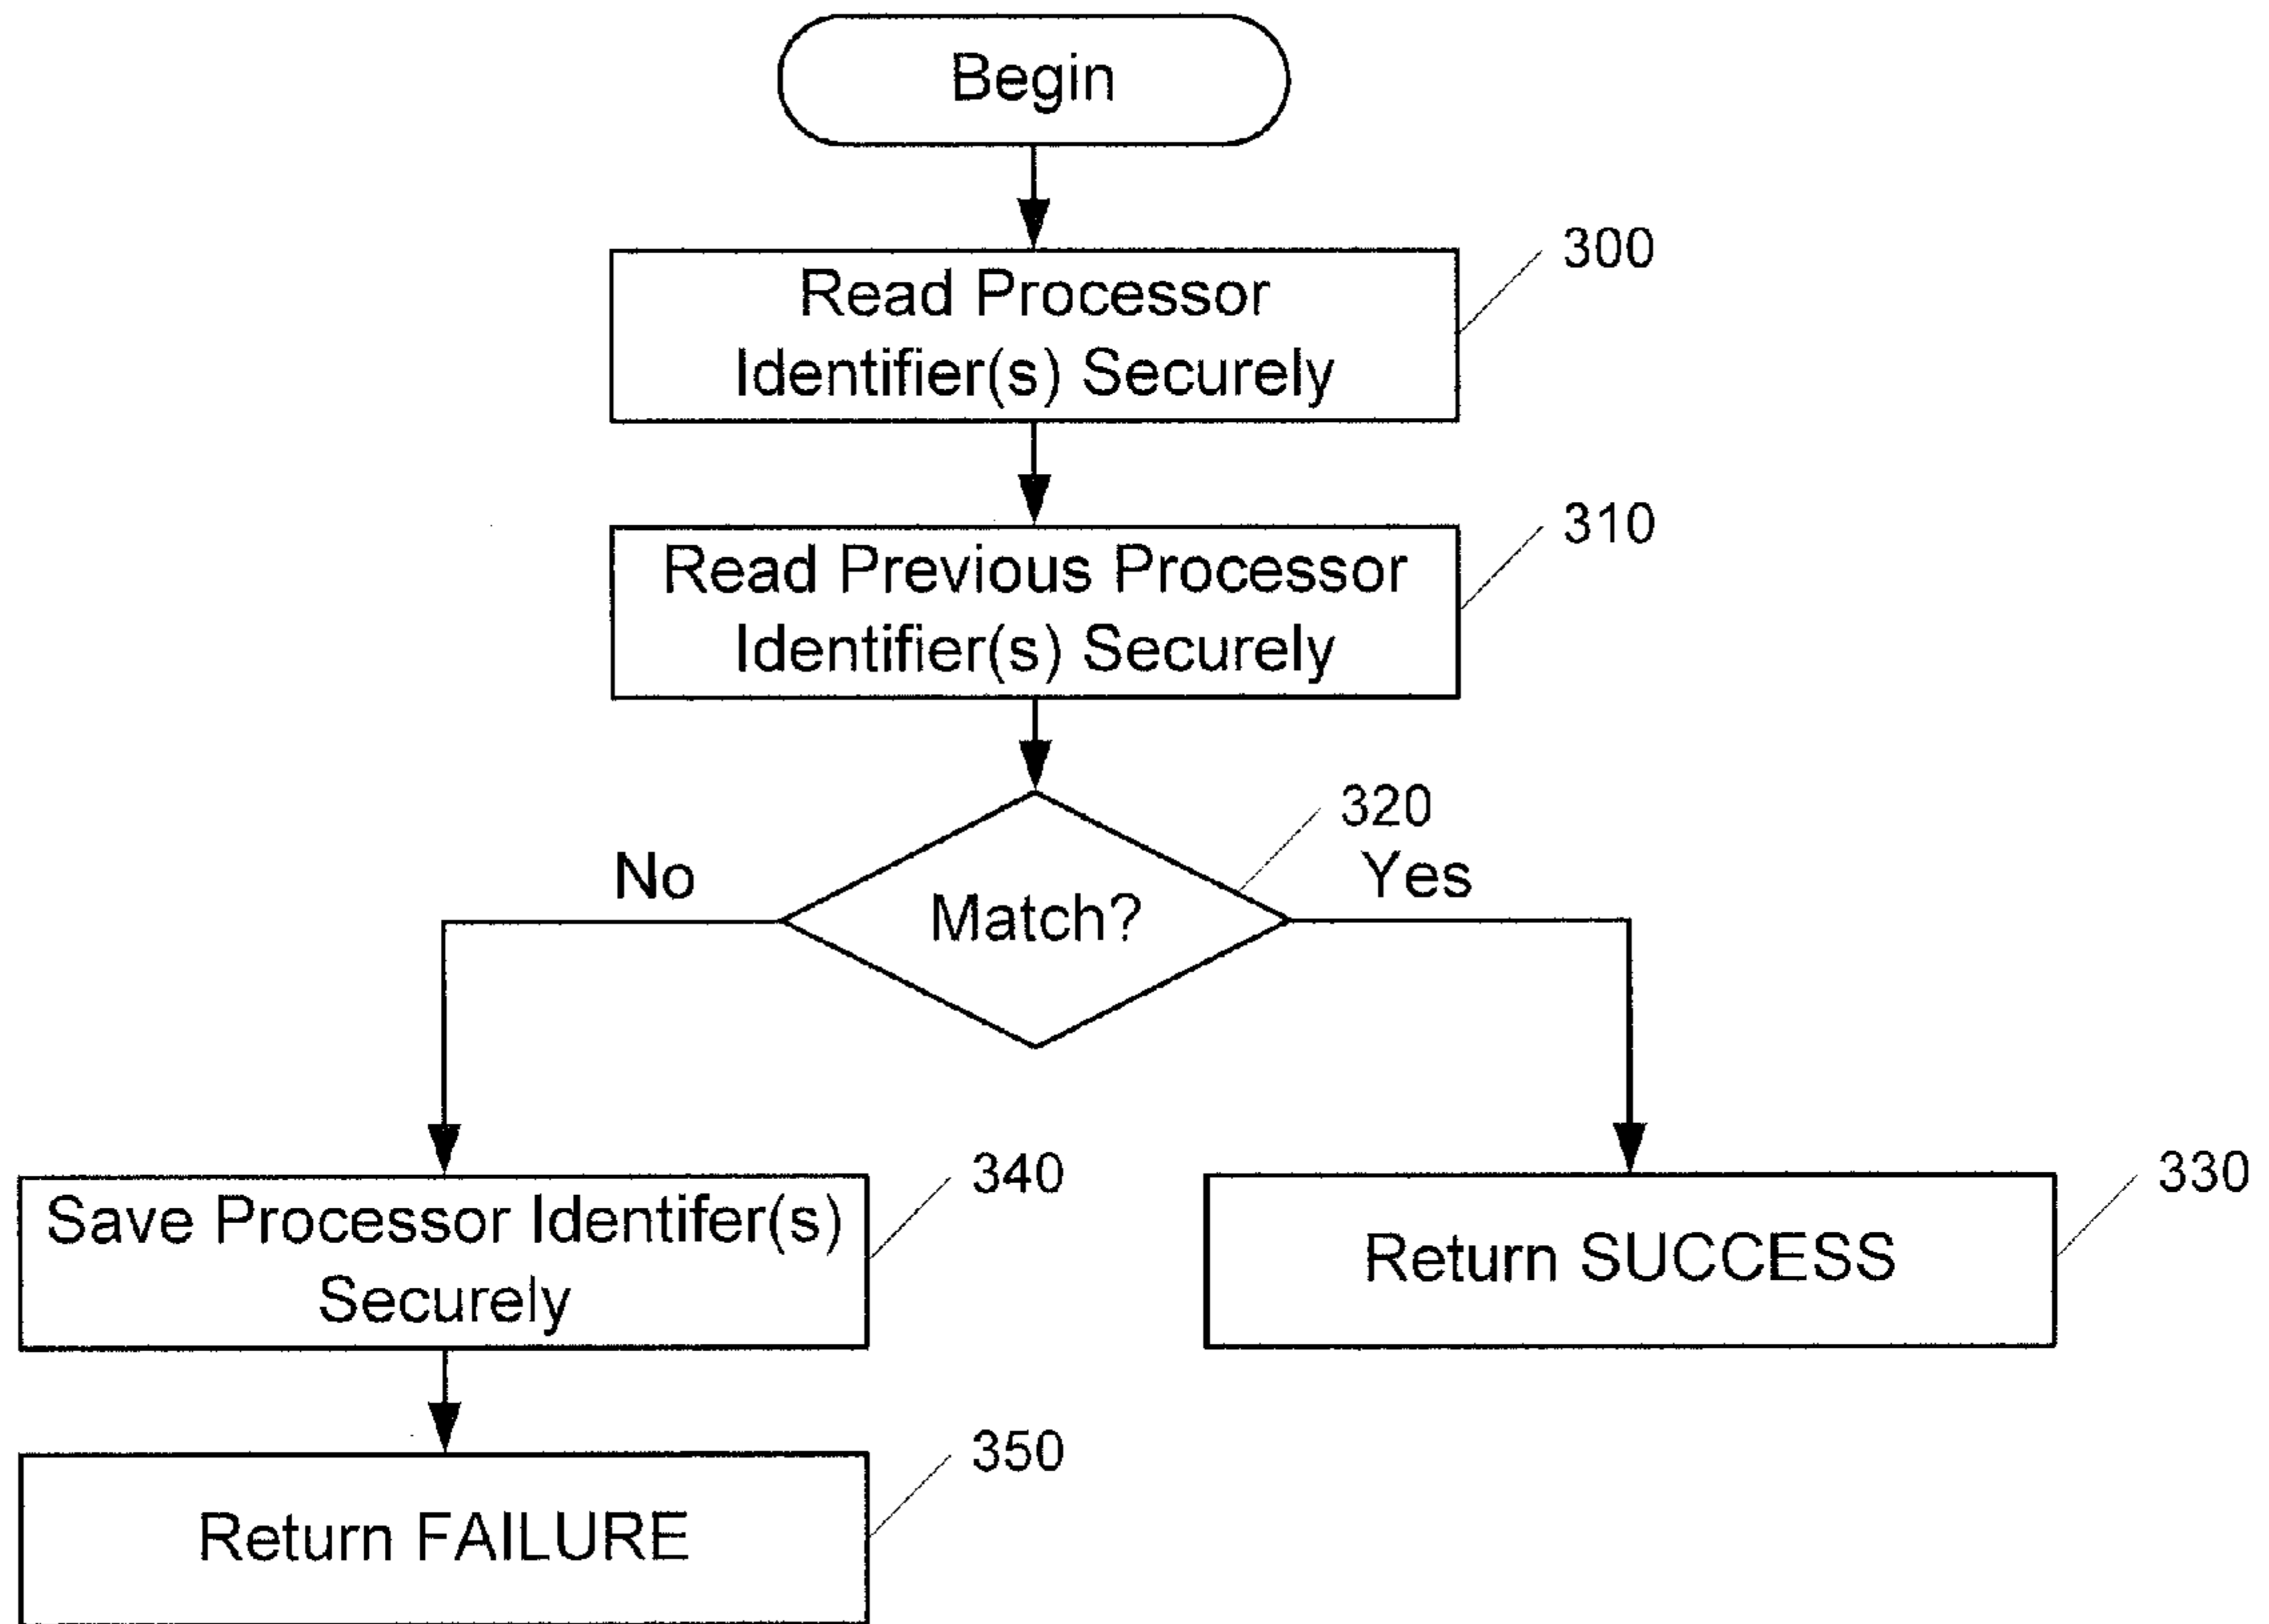 Begin
Read Processor
Identifier(s) Securely
300
Read Previous Processor
Identifier(s) Securely
310
320
No
Yes
Match?
Save Processor Identifer(s)
Securely
340
Return SUCCESS
330
Return FAILURE
350